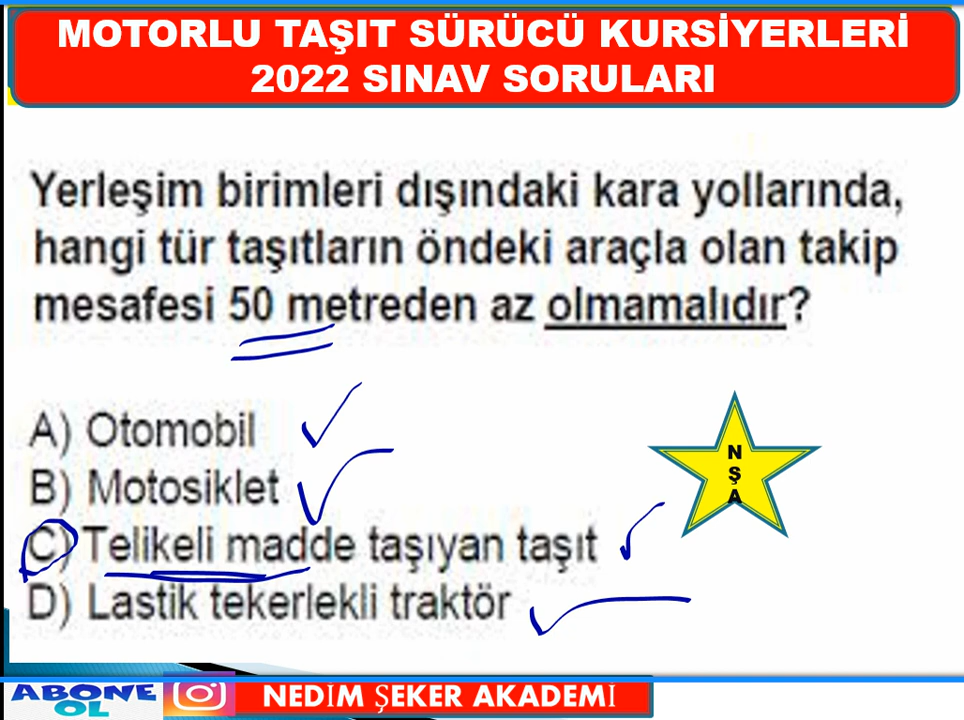 MOTORLU TAŞIT SÜRÜCÜ KURSİYERLERİ
2022 SINAV SORULARI
Yerleşim birimleri dışındaki kara yollarında,
hangi tür taşıtların öndeki araçla olan takip
mesafesi 50 metreden az olmamalıdır?
A) Otomobil
B) Motosiklet
C) Telikeli madde taşıyan taşıt
D) Lastik tekerlekli traktör
N
Ş
A
ABONE
OL
NEDİM ŞEKER AKADEMİ